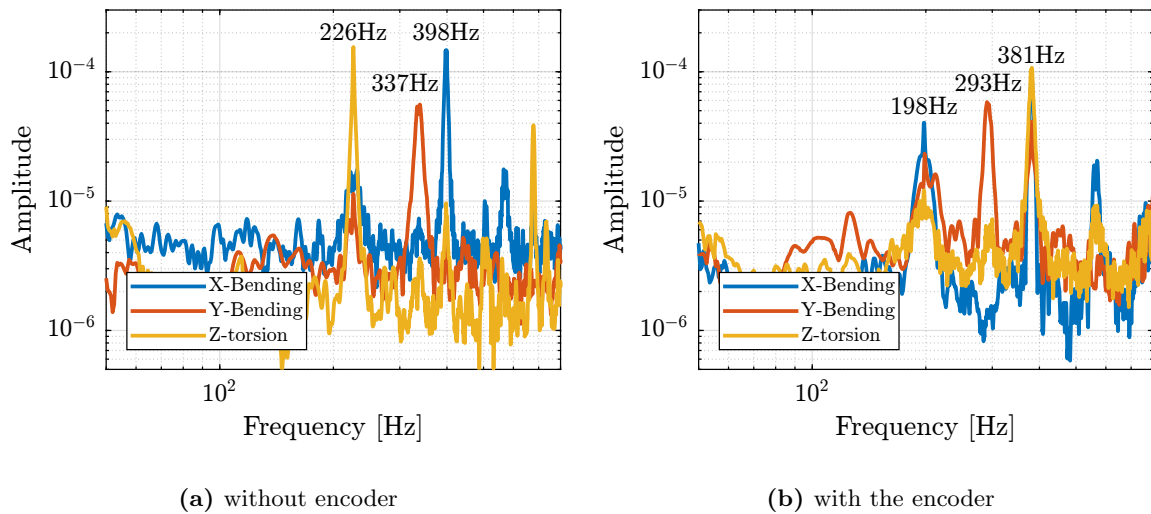 226Hz
398Hz
337Hz
10^−4
10^−5
10^−6
Amplitude
X-Bending
Y-Bending
Z-torsion
10^2
Frequency [Hz]
(a) without encoder
381Hz
293Hz
198Hz
10^−4
10^−5
10^−6
Amplitude
X-Bending
Y-Bending
Z-torsion
10^2
Frequency [Hz]
(b) with the encoder